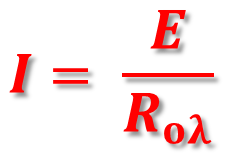 I = E / R_ολ